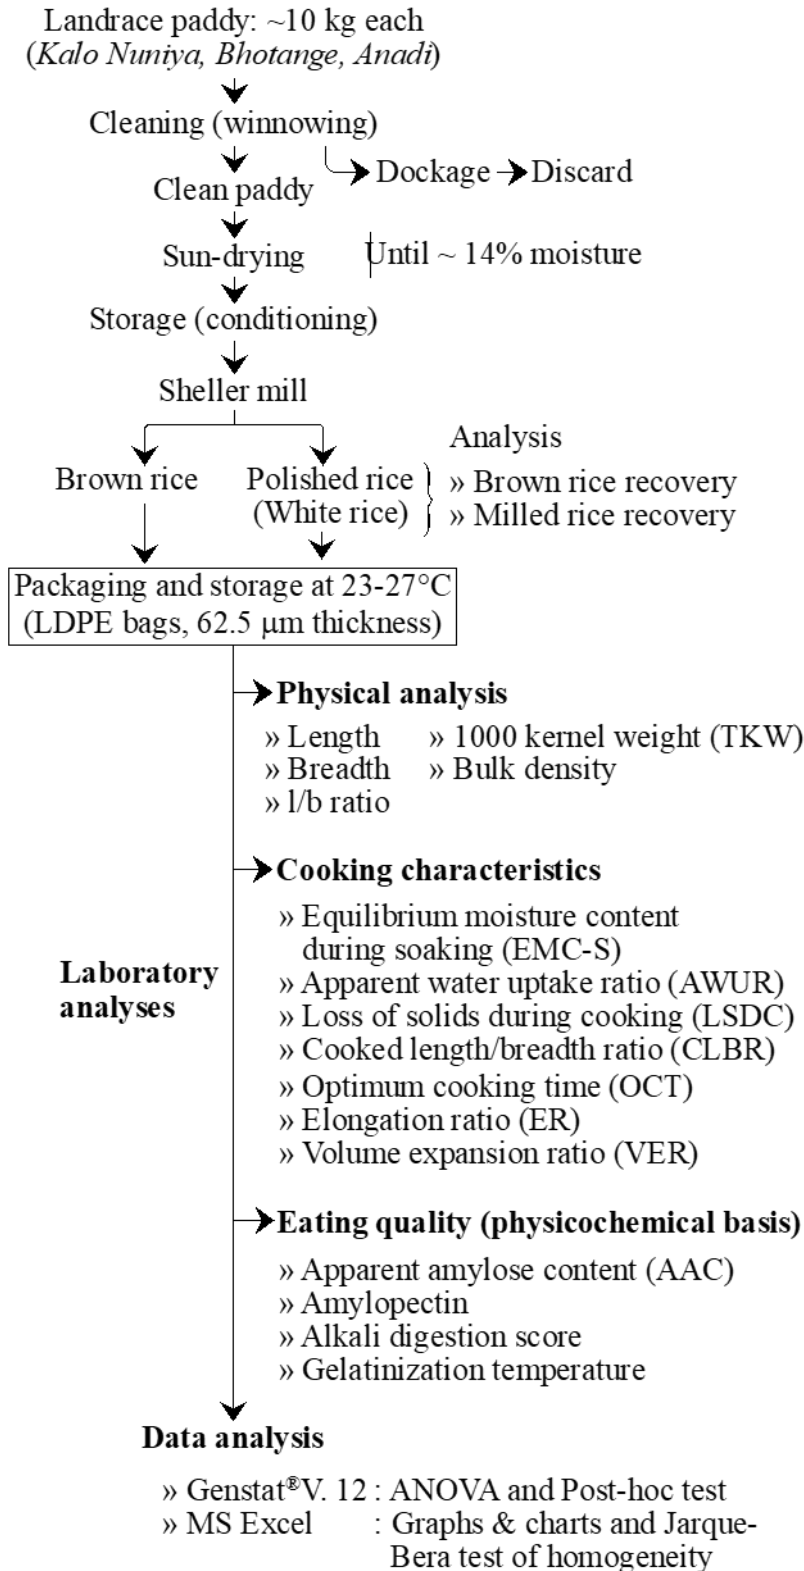 Landrace paddy: ~10 kg each
(Kalo Nuniya, Bhotange, Anadi)
Cleaning (winnowing)
Dockage
Discard
Clean paddy
Sun-drying
Until ~ 14% moisture
Storage (conditioning)
Sheller mill
Brown rice
Polished rice
(White rice)
Analysis
» Brown rice recovery
» Milled rice recovery
Packaging and storage at 23-27°C
(LDPE bags, 62.5 µm thickness)
Laboratory
analyses
Physical analysis
» Length
» 1000 kernel weight (TKW)
» Breadth
» Bulk density
» l/b ratio
Cooking characteristics
» Equilibrium moisture content
during soaking (EMC-S)
» Apparent water uptake ratio (AWUR)
» Loss of solids during cooking (LSDC)
» Cooked length/breadth ratio (CLBR)
» Optimum cooking time (OCT)
» Elongation ratio (ER)
» Volume expansion ratio (VER)
Eating quality (physicochemical basis)
» Apparent amylose content (AAC)
» Amylopectin
» Alkali digestion score
» Gelatinization temperature
Data analysis
» Genstat®V. 12 : ANOVA and Post-hoc test
» MS Excel : Graphs & charts and Jarque-
Bera test of homogeneity